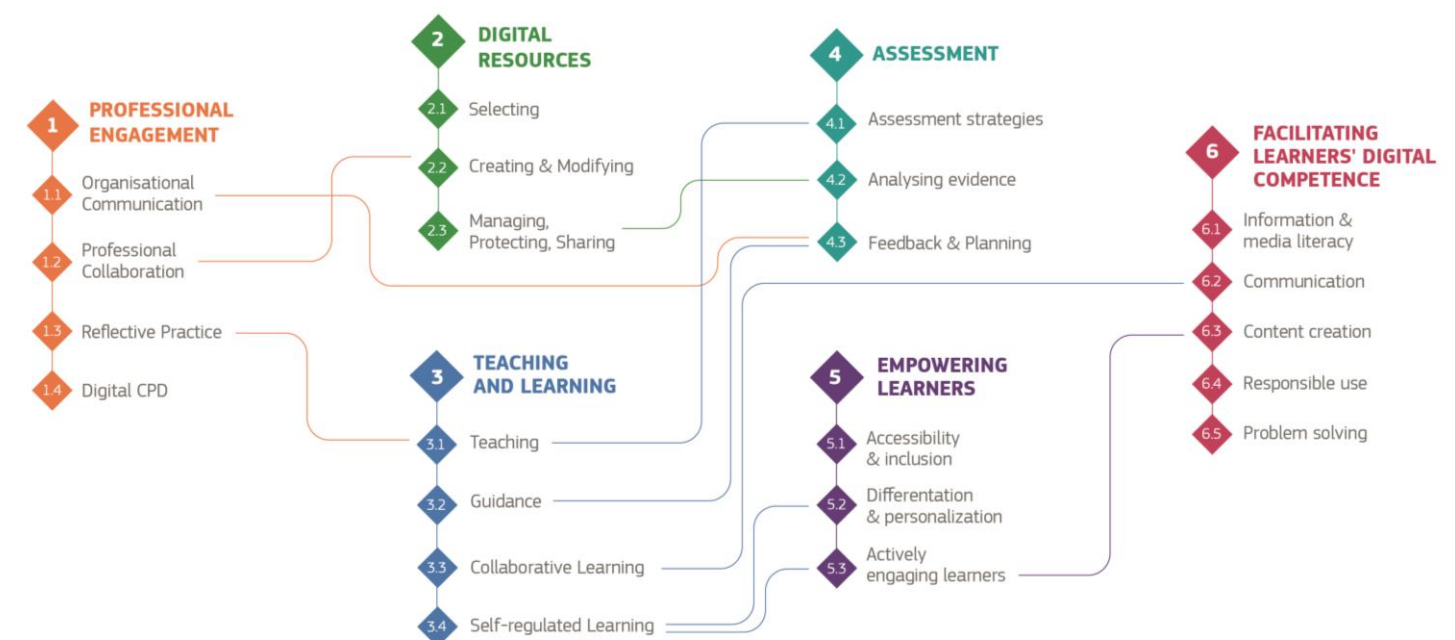 1
PROFESSIONAL
ENGAGEMENT
1.1
Organisational
Communication
1.2
Professional
Collaboration
1.3
Reflective Practice
1.4
Digital CPD
2
DIGITAL
RESOURCES
2.1
Selecting
2.2
Creating & Modifying
2.3
Managing,
Protecting, Sharing
3
TEACHING
AND LEARNING
3.1
Teaching
3.2
Guidance
3.3
Collaborative Learning
3.4
Self-regulated Learning
4
ASSESSMENT
4.1
Assessment strategies
4.2
Analysing evidence
4.3
Feedback & Planning
5
EMPOWERING
LEARNERS
5.1
Accessibility
& inclusion
5.2
Differentation
& personalization
5.3
Actively
engaging learners
6
FACILITATING
LEARNERS' DIGITAL
COMPETENCE
6.1
Information &
media literacy
6.2
Communication
6.3
Content creation
6.4
Responsible use
6.5
Problem solving